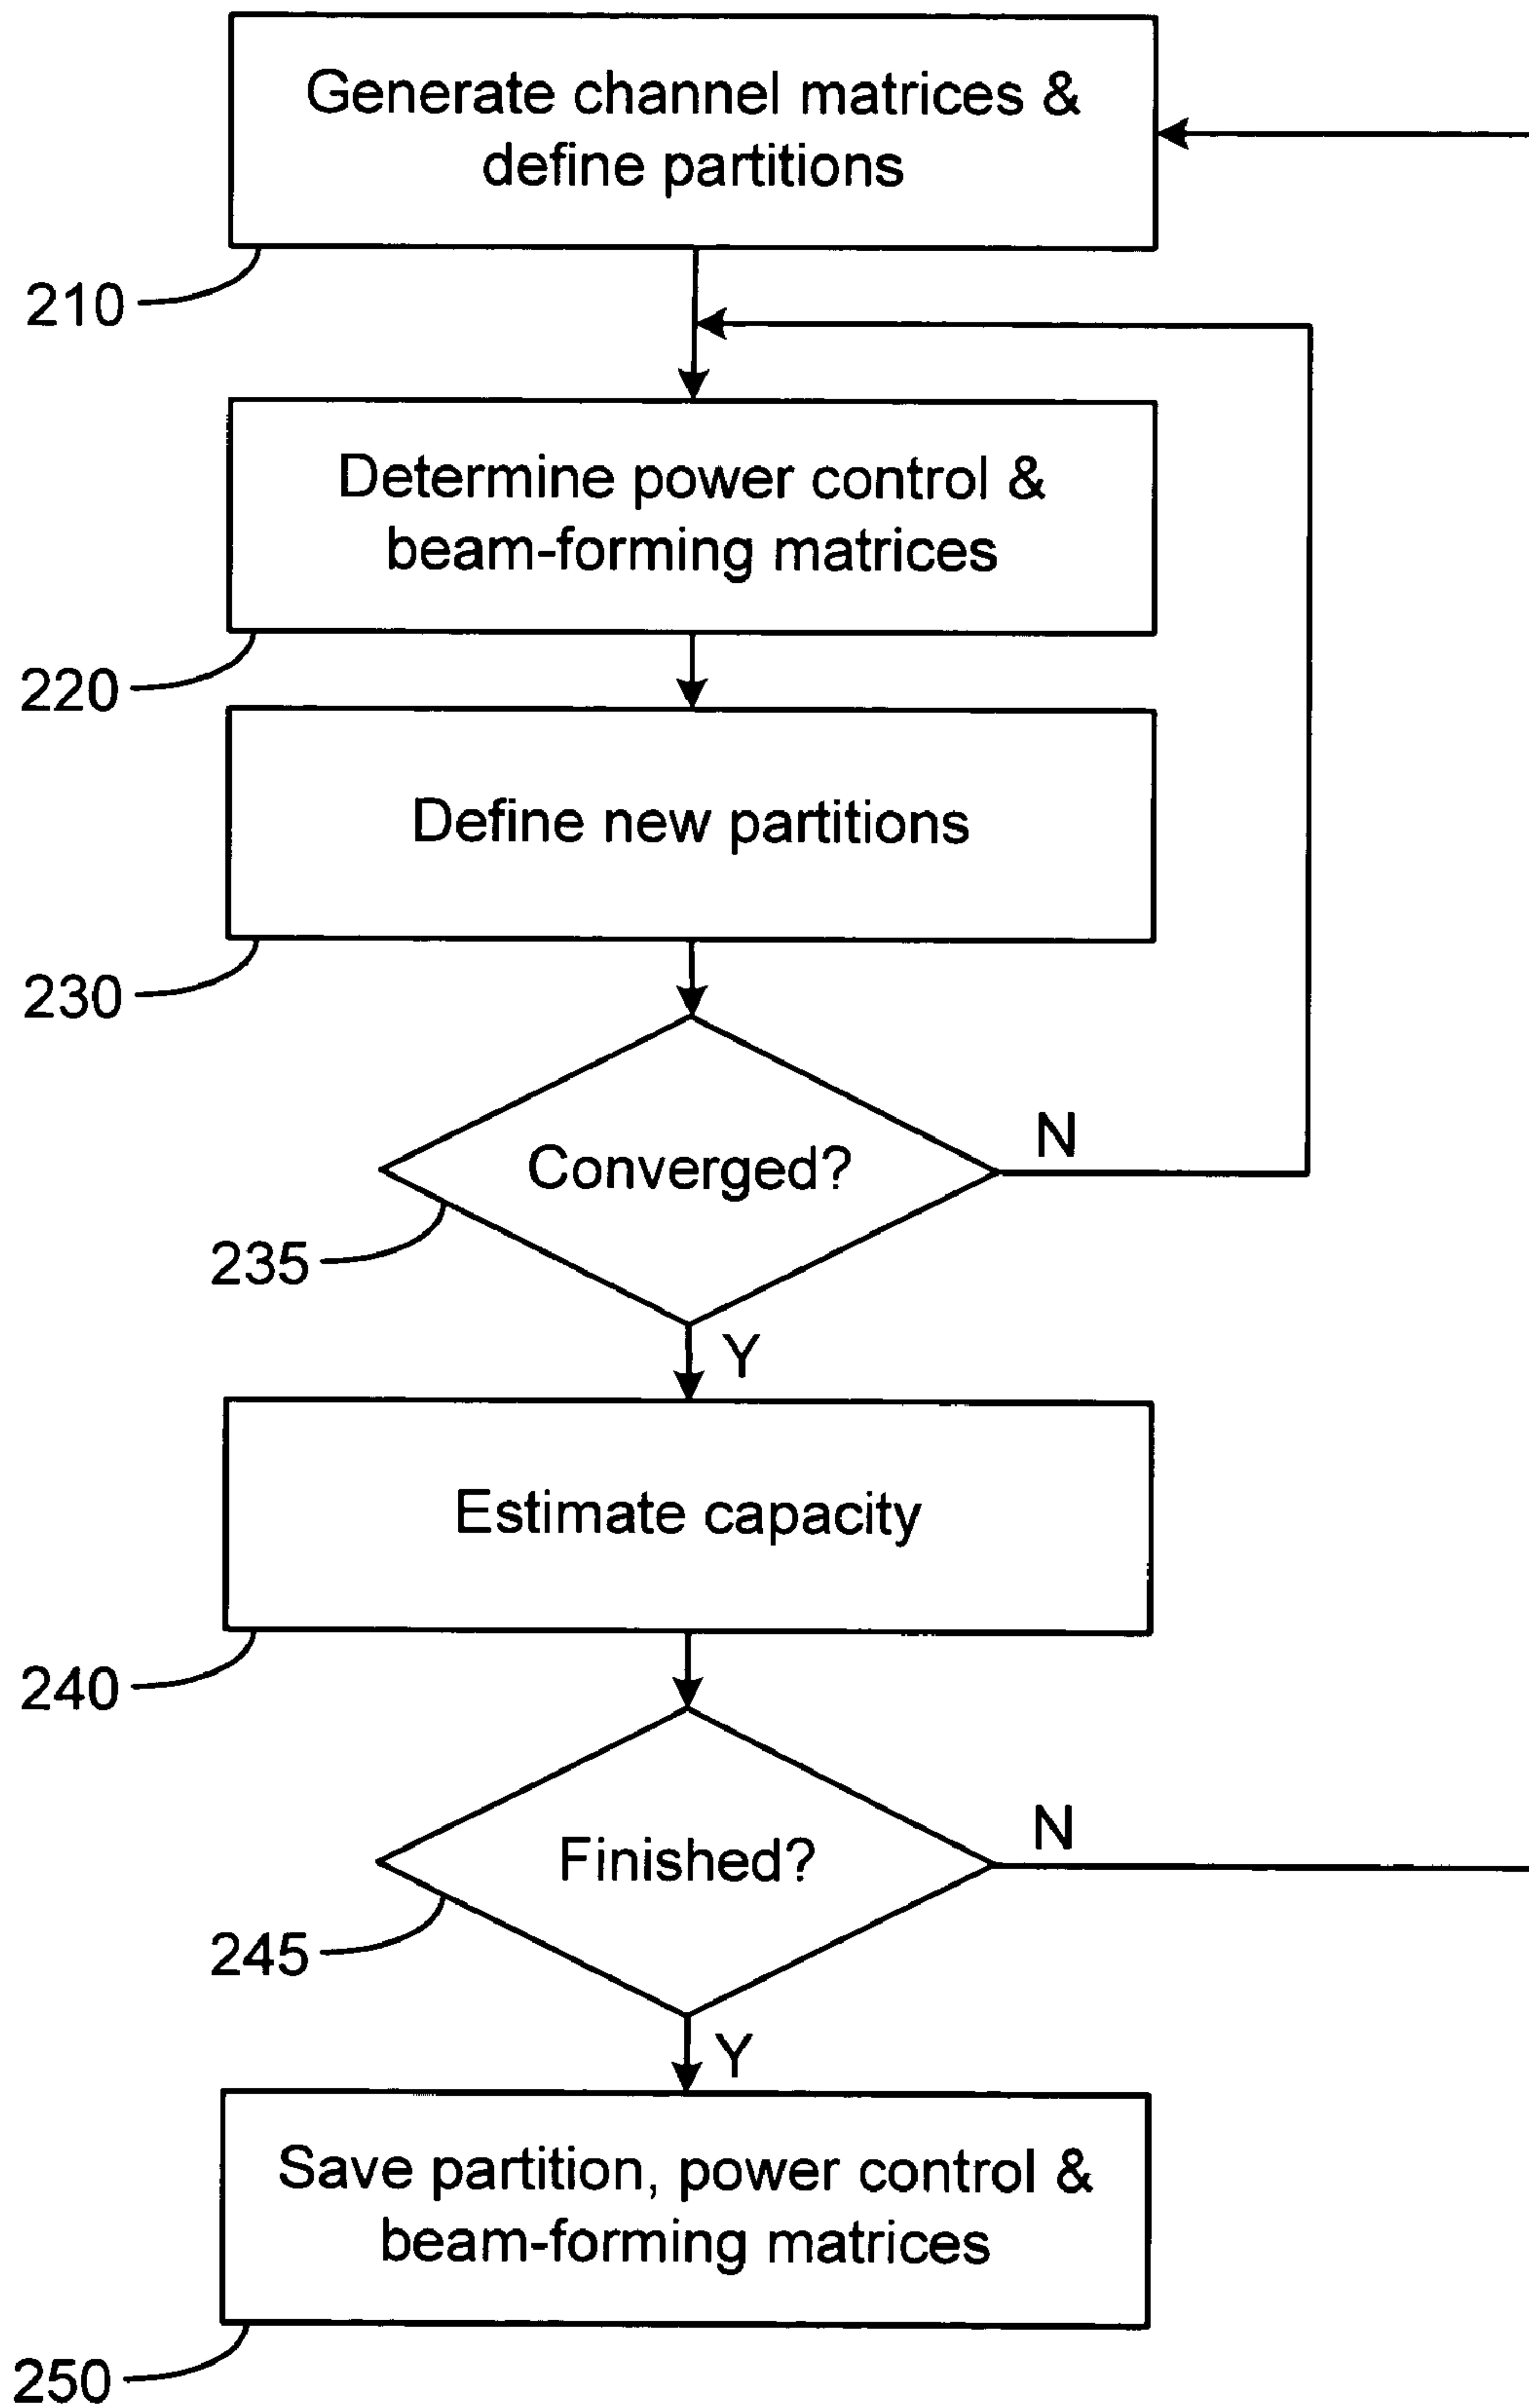 Generate channel matrices &
define partitions
210
Determine power control &
beam-forming matrices
220
Define new partitions
230
Converged?
N
235
Y
Estimate capacity
240
Finished?
N
245
Y
Save partition, power control &
beam-forming matrices
250